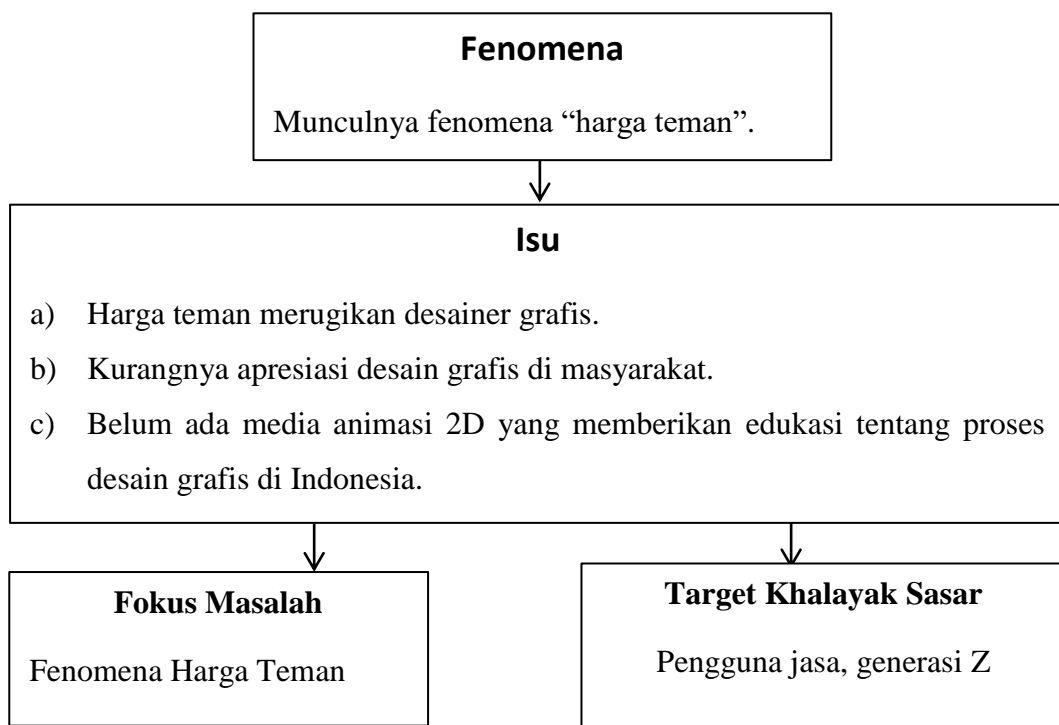 Fenomena
Munculnya fenomena “harga teman”.
Isu
a) Harga teman merugikan desainer grafis.
b) Kurangnya apresiasi desain grafis di masyarakat.
c) Belum ada media animasi 2D yang memberikan edukasi tentang proses
desain grafis di Indonesia.
Fokus Masalah
Fenomena Harga Teman
Target Khalayak Sasar
Pengguna jasa, generasi Z